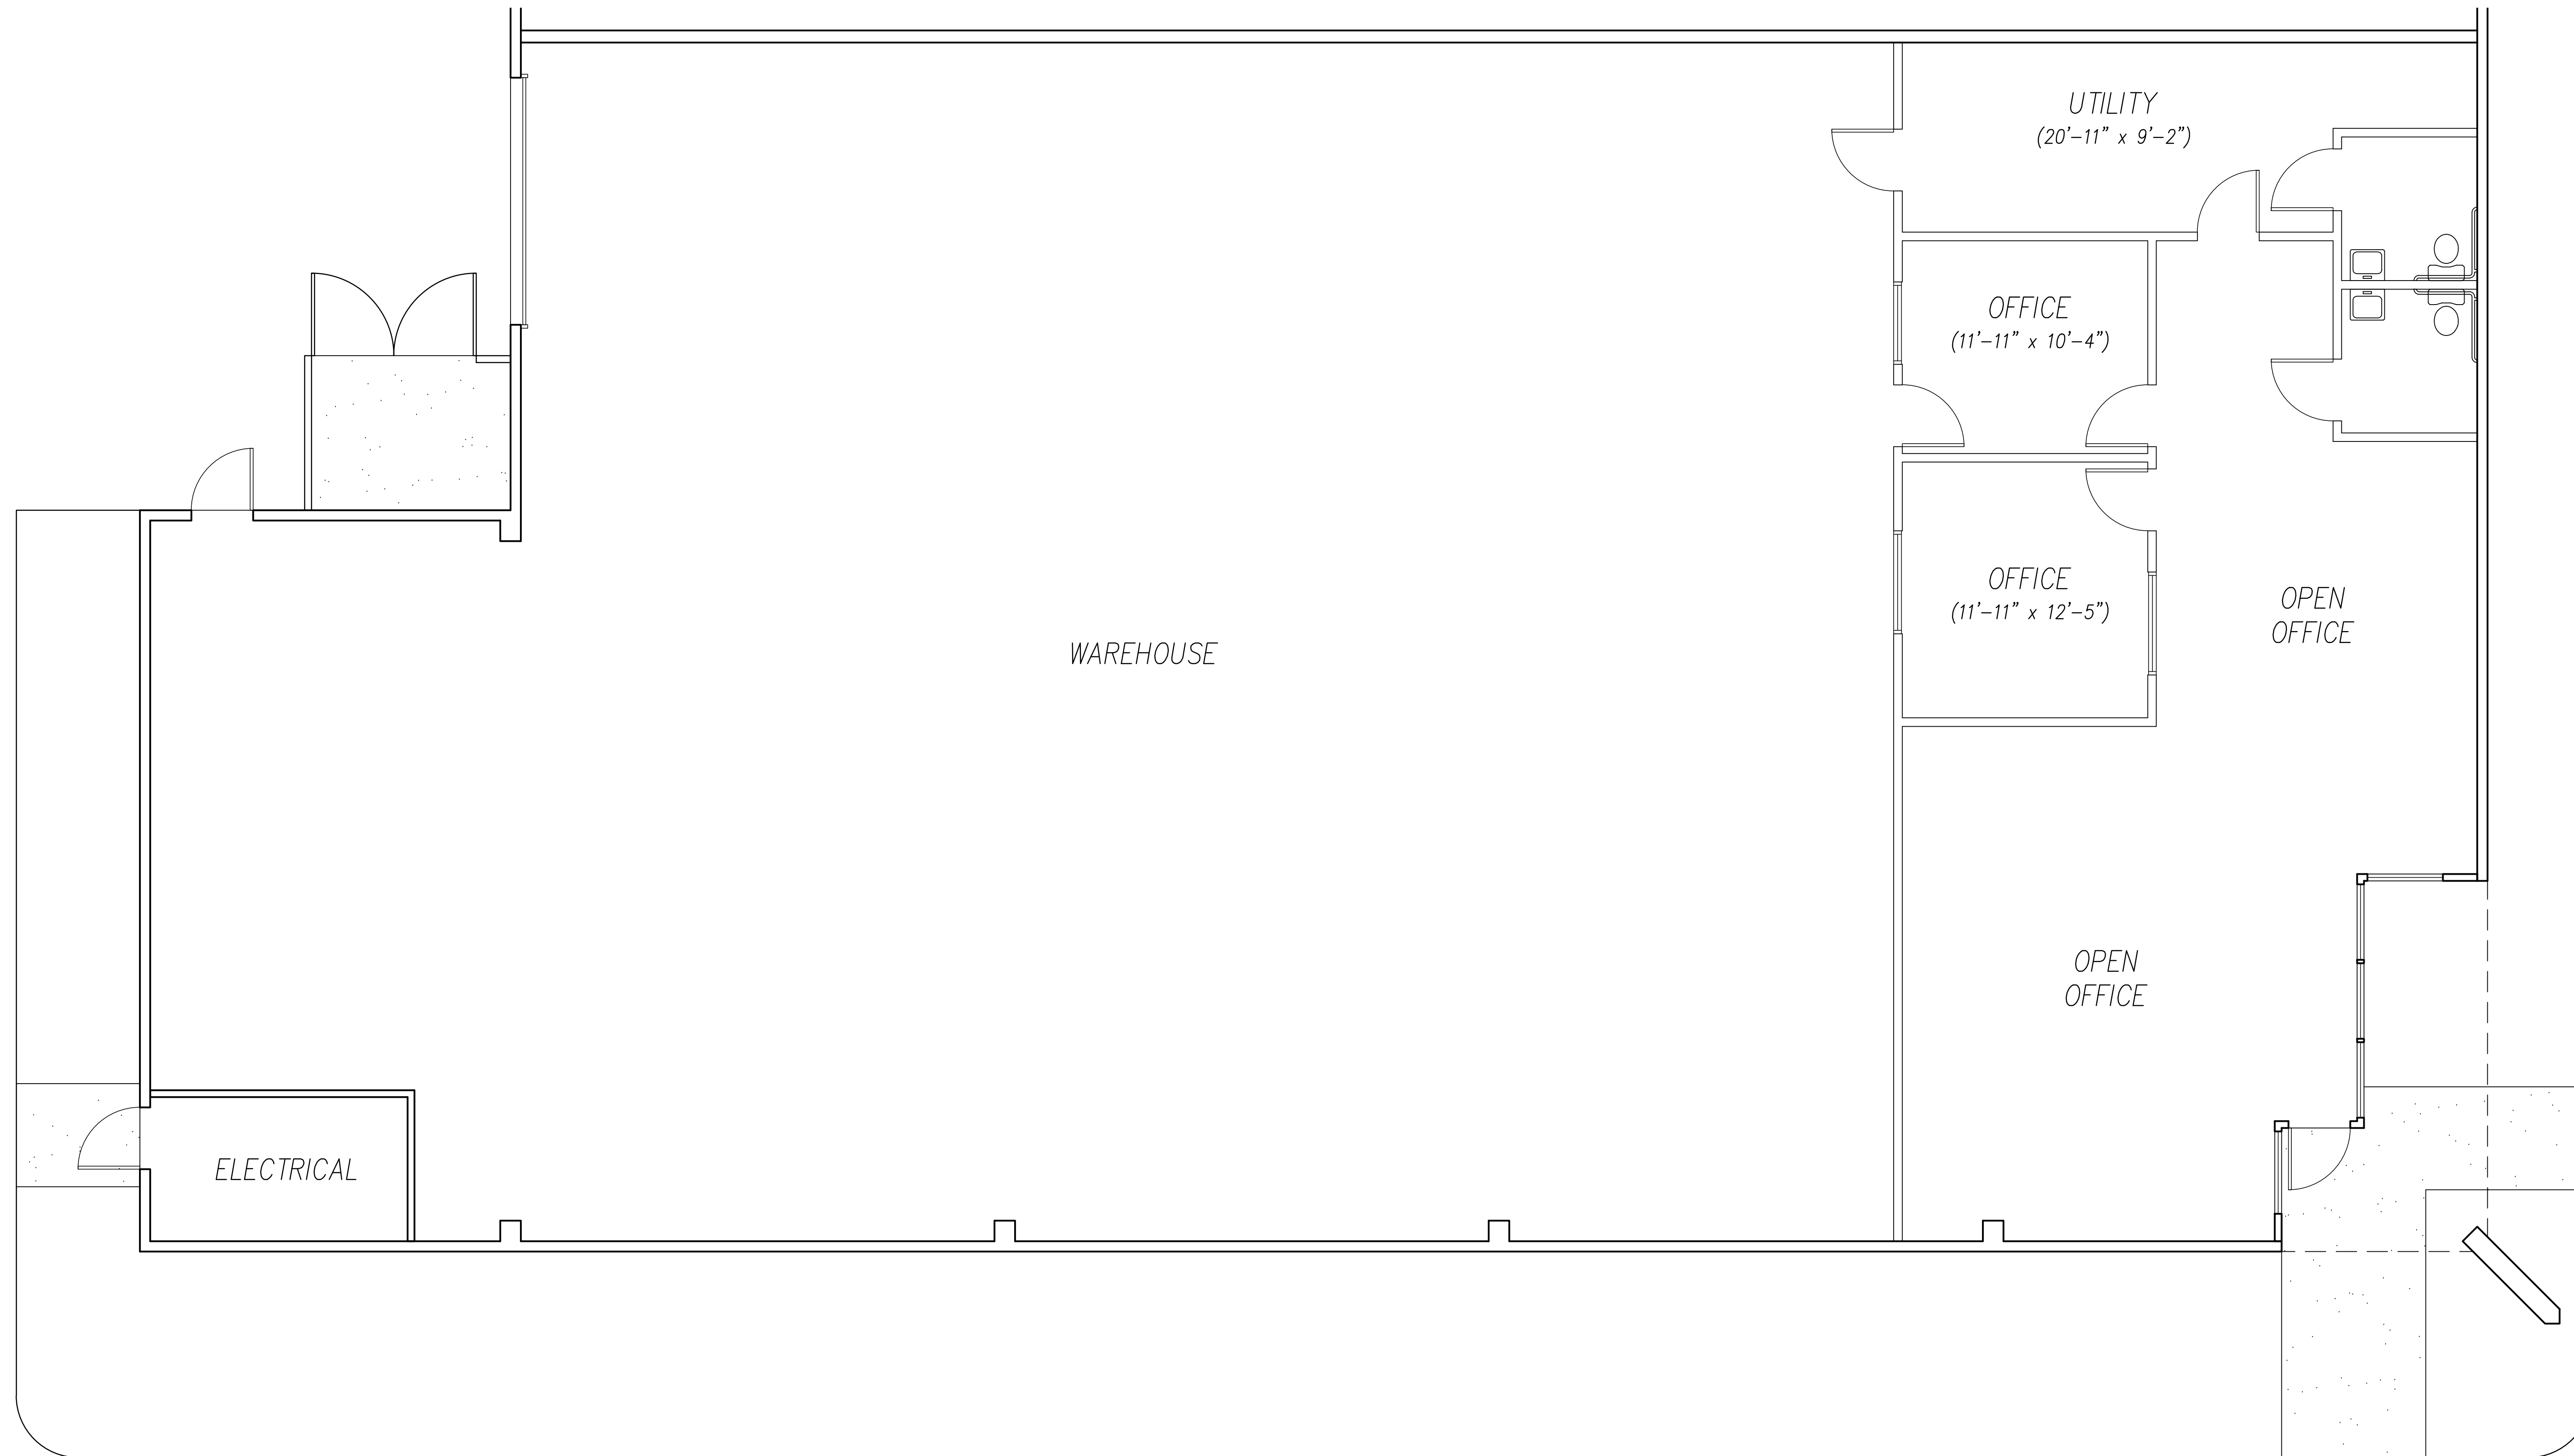 UTILITY
(20'-11" x 9'-2")
OFFICE
(11'-11" x 10'-4")
OFFICE
(11'-11" x 12'-5")
OPEN
OFFICE
WAREHOUSE
OPEN
OFFICE
ELECTRICAL